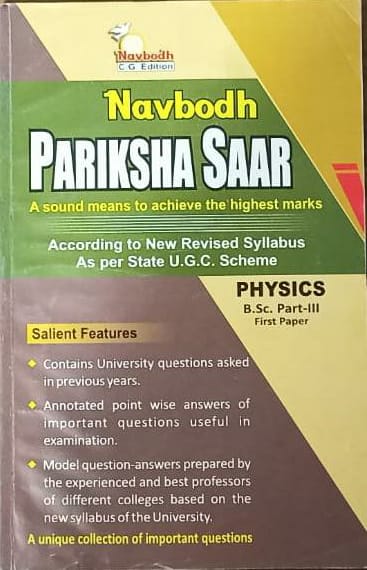 Navbodh
C G Edition
Navbodh
PARIKSHA SAAR
A sound means to achieve the highest marks
According to New Revised Syllabus
As per State U.G.C. Scheme
PHYSICS
B.Sc. Part-III
First Paper
Salient Features
Contains University questions asked
in previous years.
Annotated point wise answers of
important questions useful in
examination.
Model question-answers prepared by
the experienced and best professors
of different colleges based on the
new syllabus of the University.
A unique collection of important questions